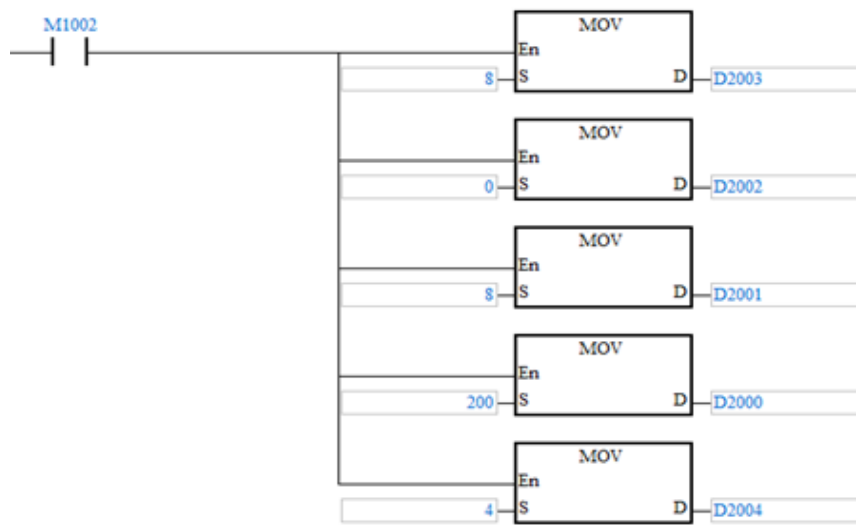 M1002
MOV
En
8 S D D2003
MOV
En
0 S D D2002
MOV
En
8 S D D2001
MOV
En
200 S D D2000
MOV
En
4 S D D2004